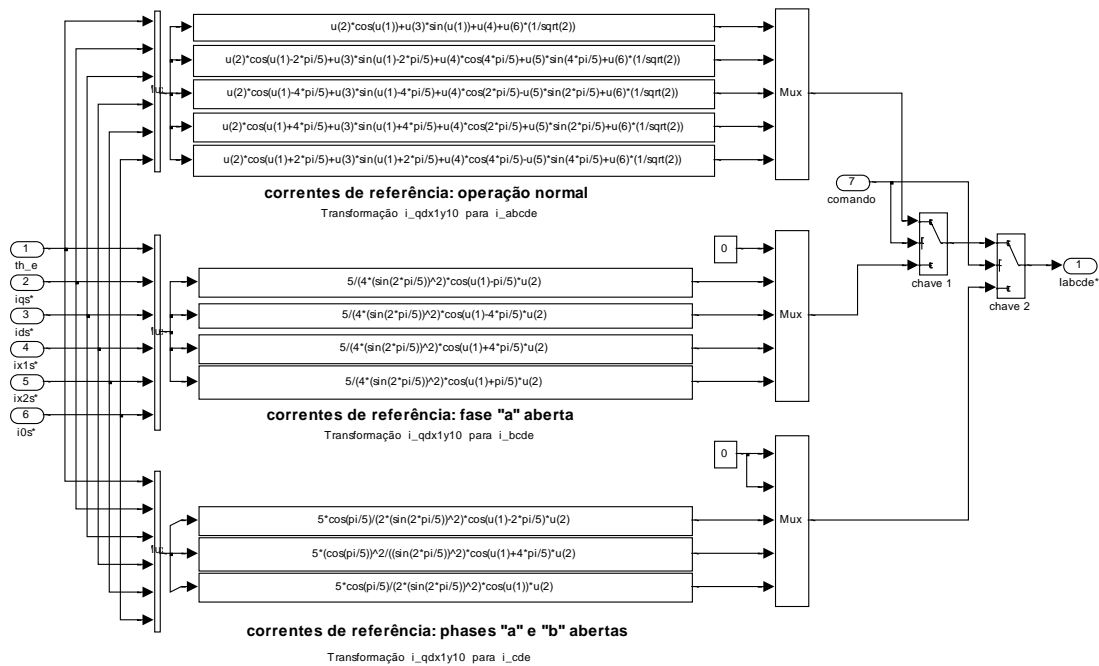 u(2)*cos(u(1))+u(3)*sin(u(1))+u(4)+u(6)*(1/sqrt(2))
u(2)*cos(u(1)-2*pi/5)+u(3)*sin(u(1)-2*pi/5)+u(4)*cos(4*pi/5)+u(5)*sin(4*pi/5)+u(6)*(1/sqrt(2))
u(2)*cos(u(1)-4*pi/5)+u(3)*sin(u(1)-4*pi/5)+u(4)*cos(2*pi/5)-u(5)*sin(2*pi/5)+u(6)*(1/sqrt(2))
u(2)*cos(u(1)+4*pi/5)+u(3)*sin(u(1)+4*pi/5)+u(4)*cos(2*pi/5)+u(5)*sin(2*pi/5)+u(6)*(1/sqrt(2))
u(2)*cos(u(1)+2*pi/5)+u(3)*sin(u(1)+2*pi/5)+u(4)*cos(4*pi/5)-u(5)*sin(4*pi/5)+u(6)*(1/sqrt(2))
Mux
correntes de referência: operação normal
Transformação i_qdx1y10 para i_abcde
7
comando
chave 1
chave 2
1
Iabcde*
1
th_e
2
iqs*
3
ids*
4
ix1s*
5
ix2s*
6
i0s*
0
5/(4*(sin(2*pi/5))^2)*cos(u(1)-pi/5)*u(2)
5/(4*(sin(2*pi/5))^2)*cos(u(1)-4*pi/5)*u(2)
5/(4*(sin(2*pi/5))^2)*cos(u(1)+4*pi/5)*u(2)
5/(4*(sin(2*pi/5))^2)*cos(u(1)+pi/5)*u(2)
Mux
correntes de referência: fase "a" aberta
Transformação i_qdx1y10 para i_bcde
0
5*cos(pi/5)/(2*(sin(2*pi/5))^2)*cos(u(1)-2*pi/5)*u(2)
5*(cos(pi/5))^2/((sin(2*pi/5))^2)*cos(u(1)+4*pi/5)*u(2)
5*cos(pi/5)/(2*(sin(2*pi/5))^2)*cos(u(1))*u(2)
Mux
correntes de referência: phases "a" e "b" abertas
Transformação i_qdx1y10 para i_cde